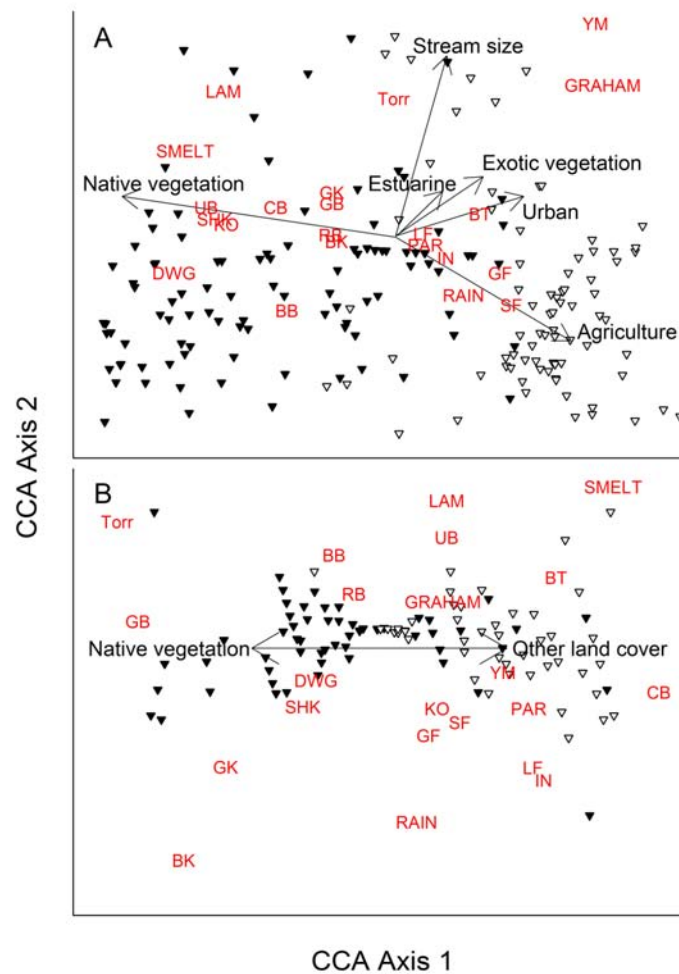 A
YM
Stream size
GRAHAM
LAM
Torr
SMELT
Exotic vegetation
Native vegetation
Estuarine
GK
UB
CB
GB
BT
Urban
SHK
KO
RB
BK
LF
PAR
IN
DWG
GF
RAIN
BB
SF
Agriculture
CCA Axis 2
B
SMELT
LAM
Torr
UB
BB
BT
RB
GRAHAM
GB
Native vegetation
Other land cover
YM
DWG
CB
SHK
KO
PAR
SF
GF
GK
LF
IN
RAIN
BK
CCA Axis 1